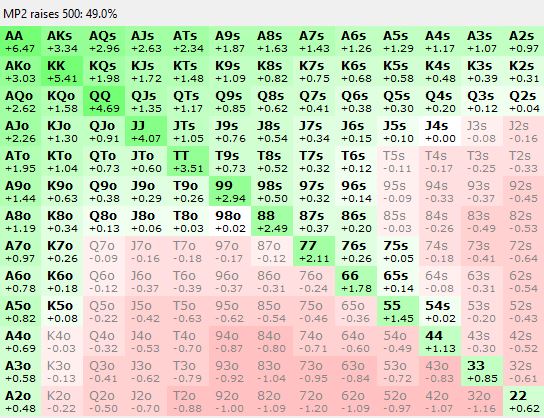 MP2 raises 500: 49.0%
AA AKs AQs AJs ATs A9s A8s A7s A6s A5s A4s A3s A2s
+6.47 +3.34 +2.96 +2.63 +2.34 +1.87 +1.63 +1.43 +1.26 +1.29 +1.17 +1.07 +0.97
AKo KK KQs KJs KTs K9s K8s K7s K6s K5s K4s K3s K2s
+3.03 +5.41 +1.98 +1.72 +1.48 +1.09 +0.82 +0.75 +0.68 +0.58 +0.48 +0.39 +0.31
AQo KQo QQ QJs QTs Q9s Q8s Q7s Q6s Q5s Q4s Q3s Q2s
+2.62 +1.58 +4.69 +1.35 +1.17 +0.85 +0.62 +0.41 +0.38 +0.30 +0.20 +0.12 +0.04
AJo KJo QJo JJ JTs J9s J8s J7s J6s J5s J4s J3s J2s
+2.26 +1.30 +0.91 +4.07 +1.05 +0.76 +0.54 +0.34 +0.15 +0.10 +0.00 -0.08 -0.16
ATo KTo QTo JTo TT T9s T8s T7s T6s T5s T4s T3s T2s
+1.95 +1.04 +0.73 +0.60 +3.51 +0.73 +0.52 +0.32 +0.12 -0.11 -0.17 -0.25 -0.33
A9o K9o Q9o J9o T9o 99 98s 97s 96s 95s 94s 93s 92s
+1.44 +0.63 +0.38 +0.29 +0.26 +2.94 +0.50 +0.32 +0.14 -0.09 -0.33 -0.37 -0.45
A8o K8o Q8o J8o T8o 98o 88 87s 86s 85s 84s 83s 82s
+1.19 +0.34 +0.13 +0.06 +0.03 +0.02 +2.49 +0.37 +0.20 -0.03 -0.26 -0.49 -0.53
A7o K7o Q7o J7o T7o 97o 87o 77 76s 75s 74s 73s 72s
+0.97 +0.26 -0.09 -0.16 -0.18 -0.17 -0.12 +2.11 +0.26 +0.05 -0.18 -0.41 -0.64
A6o K6o Q6o J6o T6o 96o 86o 76o 66 65s 64s 63s 62s
+0.78 +0.18 -0.12 -0.37 -0.39 -0.37 -0.31 -0.24 +1.78 +0.14 -0.08 -0.31 -0.54
A5o K5o Q5o J5o T5o 95o 85o 75o 65o 55 54s 53s 52s
+0.82 +0.08 -0.22 -0.42 -0.63 -0.62 -0.54 -0.46 -0.36 +1.45 +0.02 -0.20 -0.43
A4o K4o Q4o J4o T4o 94o 84o 74o 64o 54o 44 43s 42s
+0.69 -0.03 -0.32 -0.53 -0.70 -0.87 -0.80 -0.71 -0.60 -0.49 +1.13 -0.30 -0.52
A3o K3o Q3o J3o T3o 93o 83o 73o 63o 53o 43o 33 32s
+0.58 -0.13 -0.41 -0.62 -0.79 -0.92 -1.04 -0.95 -0.84 -0.72 -0.83 +0.85 -0.61
A2o K2o Q2o J2o T2o 92o 82o 72o 62o 52o 42o 32o 22
+0.48 -0.22 -0.50 -0.70 -0.88 -1.00 -1.09 -1.20 -1.09 -0.97 -1.07 -1.16 +0.62